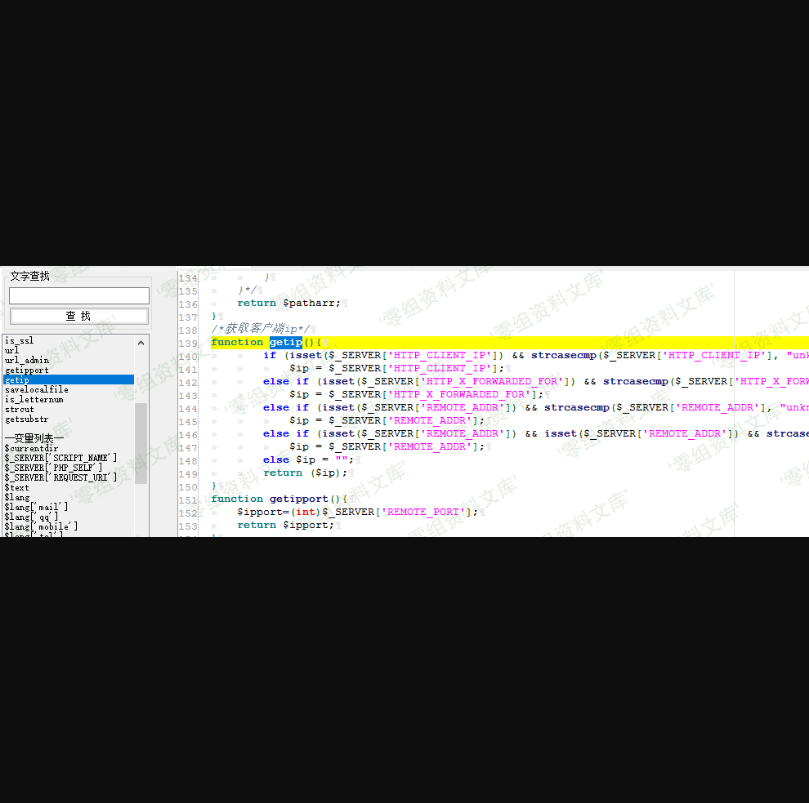 文字查找
查 找
is_ssl
url
url_admin
getipport
getip
savelocalfile
is_letternum
strcut
getsubstr
—变量列表—
$currentdir
$_SERVER['SCRIPT_NAME']
$_SERVER['PHP_SELF']
$_SERVER['REQUEST_URI']
$text
$lang
$lang['mail']
$lang['qq']
$lang['mobile']
$lang['tel']
134 }
135 }*/
136 return $patharr;
137 }
138 /*获取客户端ip*/
139 function getip(){
140 if (isset($_SERVER['HTTP_CLIENT_IP']) && strcasecmp($_SERVER['HTTP_CLIENT_IP'], "unk
141 $ip = $_SERVER['HTTP_CLIENT_IP'];
142 else if (isset($_SERVER['HTTP_X_FORWARDED_FOR']) && strcasecmp($_SERVER['HTTP_X_FORW
143 $ip = $_SERVER['HTTP_X_FORWARDED_FOR'];
144 else if (isset($_SERVER['REMOTE_ADDR']) && strcasecmp($_SERVER['REMOTE_ADDR'], "unkn
145 $ip = $_SERVER['REMOTE_ADDR'];
146 else if (isset($_SERVER['REMOTE_ADDR']) && isset($_SERVER['REMOTE_ADDR']) && strcase
147 $ip = $_SERVER['REMOTE_ADDR'];
148 else $ip = "";
149 return ($ip);
150 }
151 function getipport(){
152 $ipport=(int)$_SERVER['REMOTE_PORT'];
153 return $ipport;
'零组资料文库'